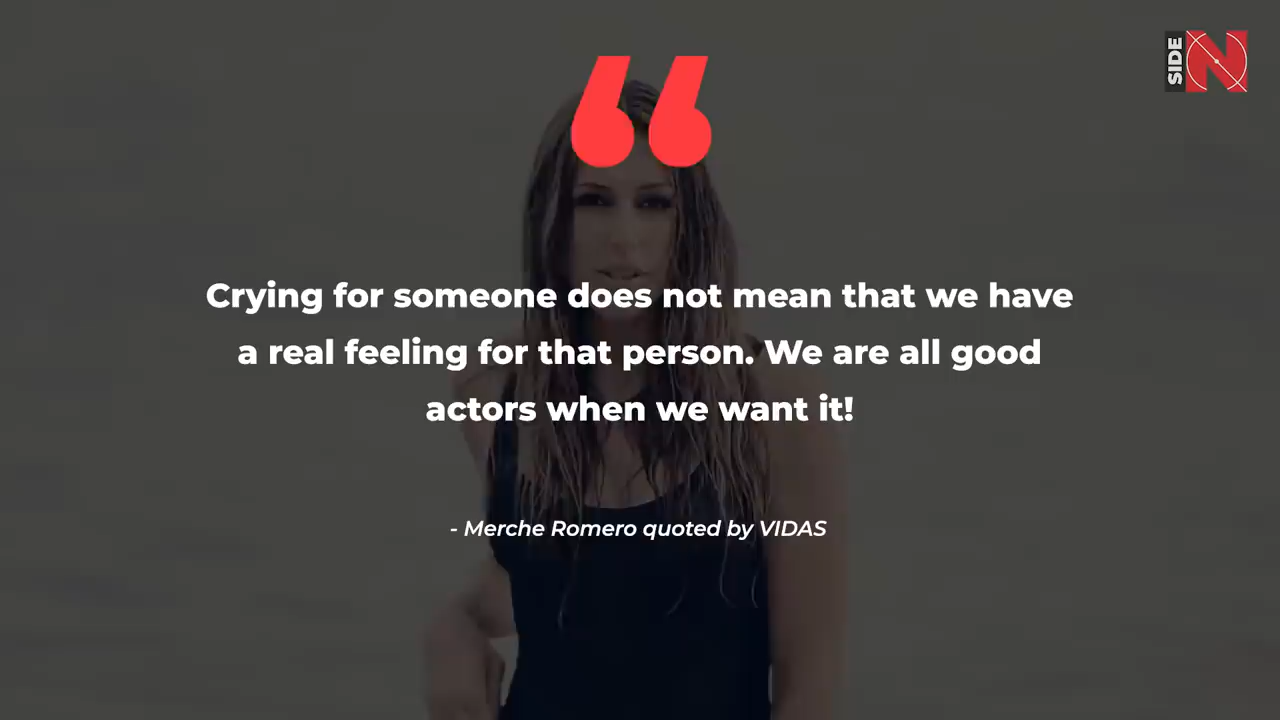 SIDE
N
Crying for someone does not mean that we have
a real feeling for that person. We are all good
actors when we want it!
- Merche Romero quoted by VIDAS